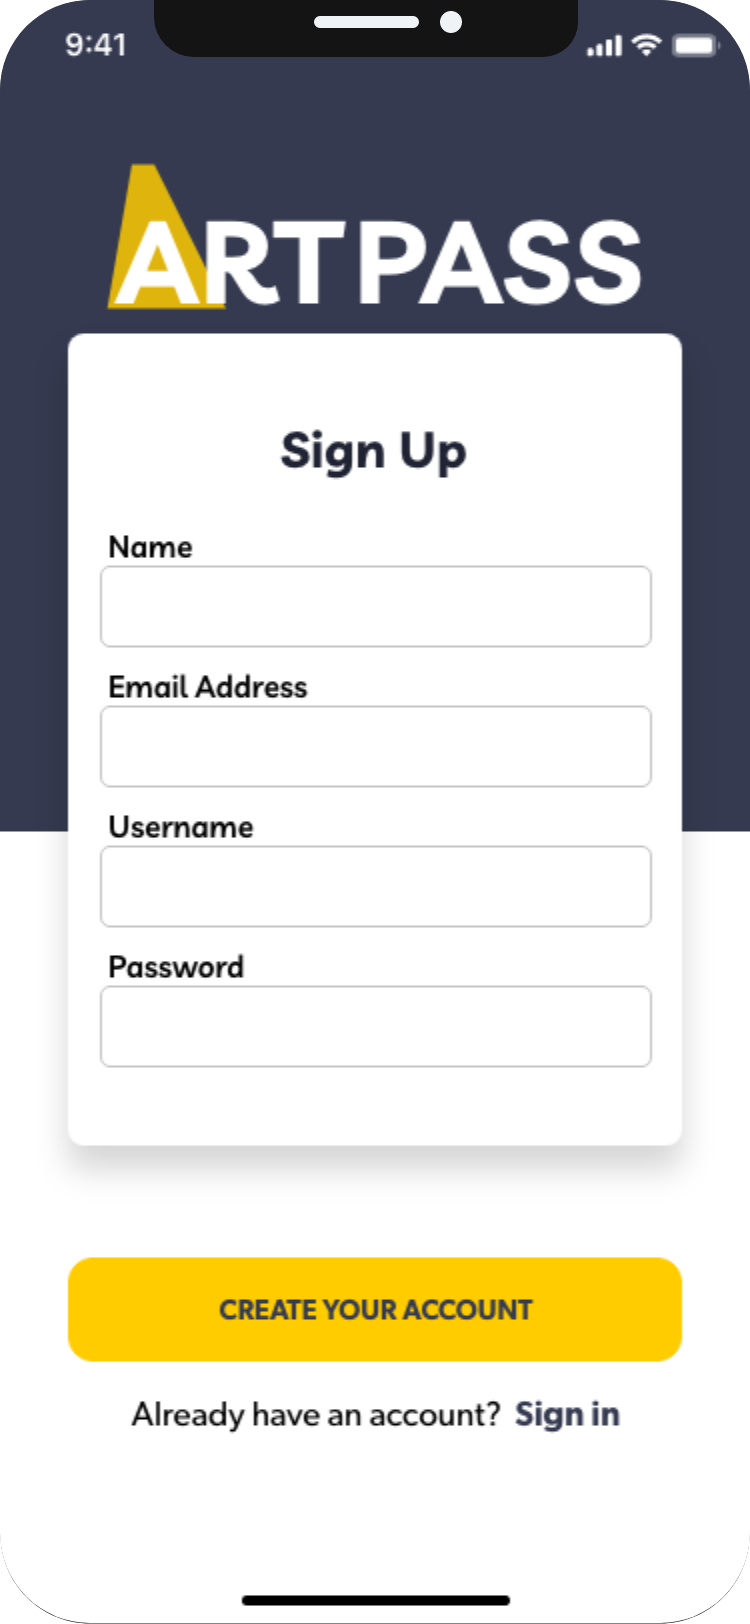 9:41
ARTPASS
Sign Up
Name
Email Address
Username
Password
CREATE YOUR ACCOUNT
Already have an account? Sign in